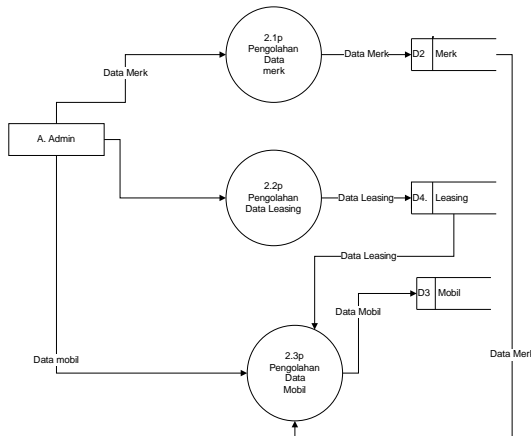 2.1p
Pengolahan
Data
merk
Data Merk
D2
Merk
Data Merk
A. Admin
2.2p
Pengolahan
Data Leasing
Data Leasing
D4.
Leasing
Data Leasing
D3
Mobil
Data Mobil
2.3p
Pengolahan
Data
Mobil
Data mobil
Data Merk